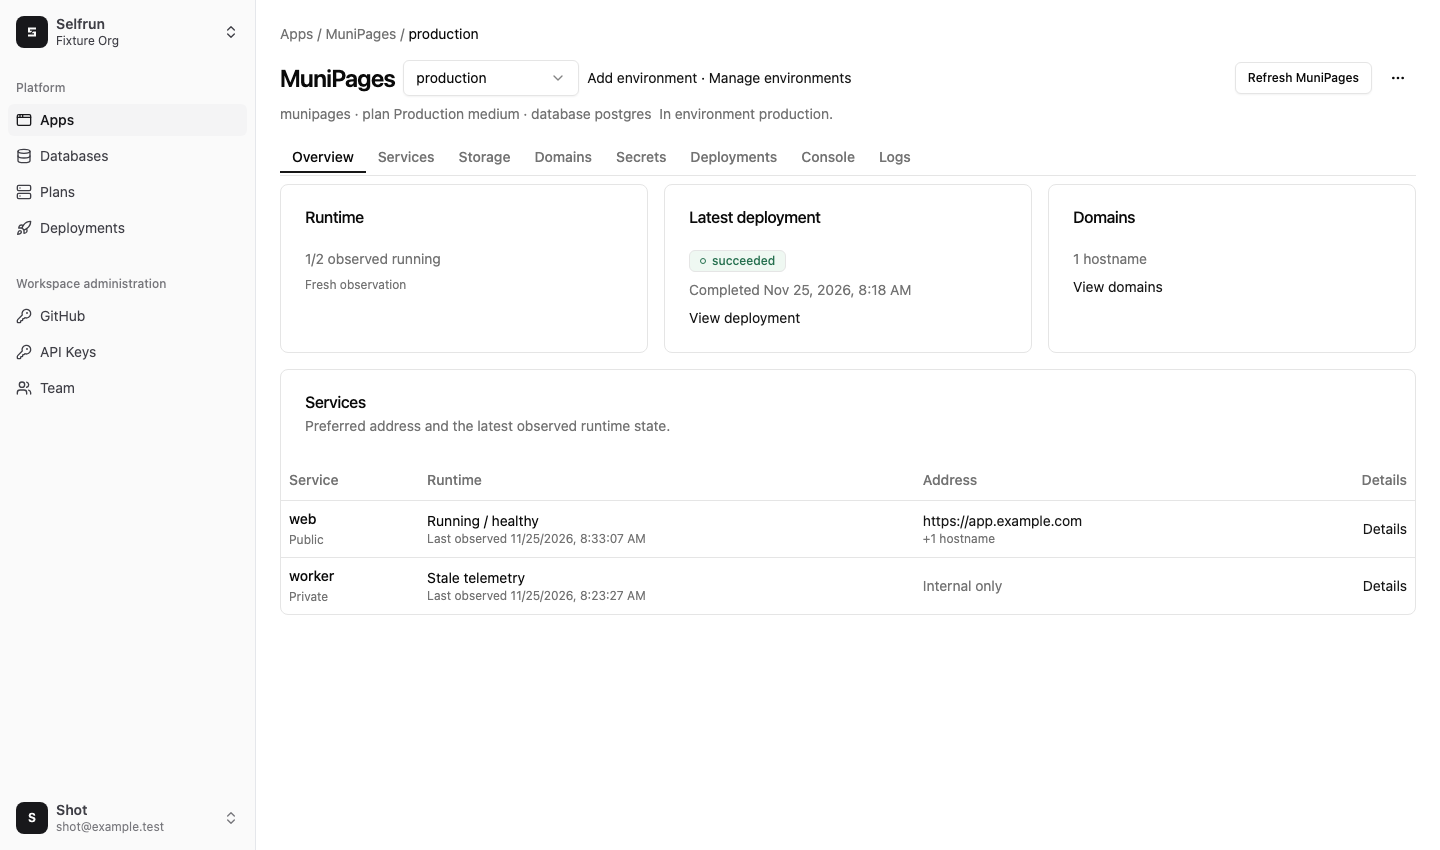 Selfrun
Fixture Org
Platform
Apps
Databases
Plans
Deployments
Workspace administration
GitHub
API Keys
Team
S
Shot
shot@example.test
Apps / MuniPages / production
MuniPages production Add environment · Manage environments Refresh MuniPages ···
munipages · plan Production medium · database postgres In environment production.
Overview Services Storage Domains Secrets Deployments Console Logs
Runtime
1/2 observed running
Fresh observation
Latest deployment
succeeded
Completed Nov 25, 2026, 8:18 AM
View deployment
Domains
1 hostname
View domains
Services
Preferred address and the latest observed runtime state.
Service Runtime Address Details
web Running / healthy https://app.example.com Details
Public Last observed 11/25/2026, 8:33:07 AM +1 hostname
worker Stale telemetry Internal only Details
Private Last observed 11/25/2026, 8:23:27 AM